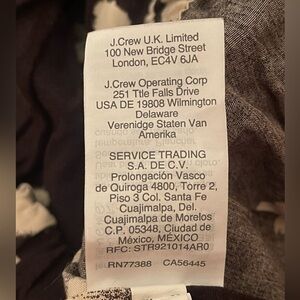 J.Crew U.K. Limited
100 New Bridge Street
London, EC4V 6JA
J.Crew Operating Corp
251 Ttle Falls Drive
USA DE 19808 Wilmington
Delaware
Verenidge Staten Van
Amerika
SERVICE TRADING
S.A. DE C.V.
Prolongación Vasco
de Quiroga 4800, Torre 2,
Piso 3 Col. Santa Fe
Cuajimalpa, Del.
Cuajimalpa de Morelos
C.P. 05348, Ciudad de
México, MÉXICO
RFC: STR921014AR0
RN77388 CA56445